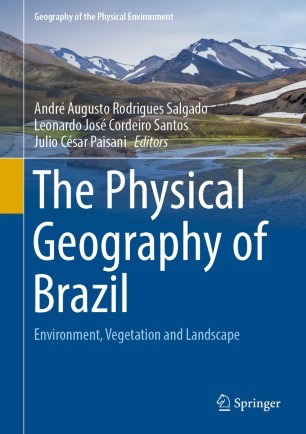 Geography of the Physical Environment
André Augusto Rodrigues Salgado
Leonardo José Cordeiro Santos
Julio César Paisani Editors
The Physical
Geography of
Brazil
Environment, Vegetation and Landscape
Springer